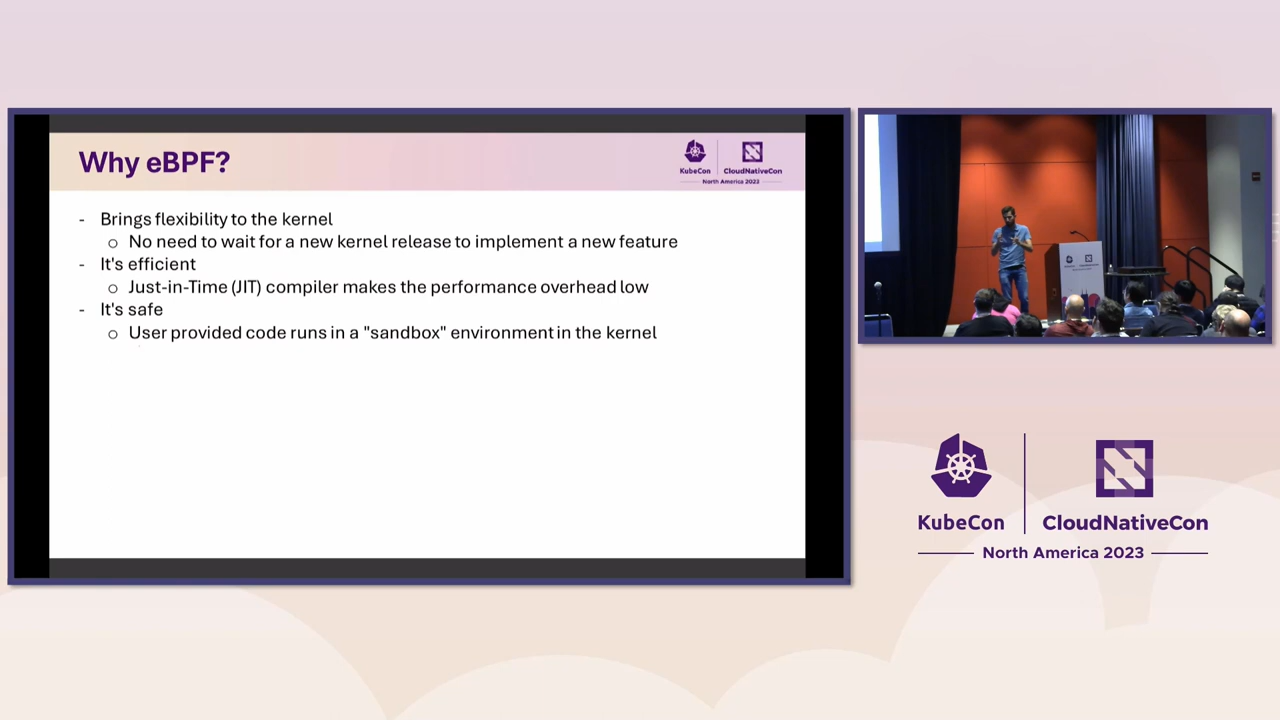 Why eBPF?
KubeCon
CloudNativeCon
North America 2023
- Brings flexibility to the kernel
o No need to wait for a new kernel release to implement a new feature
- It's efficient
o Just-in-Time (JIT) compiler makes the performance overhead low
- It's safe
o User provided code runs in a "sandbox" environment in the kernel
KubeCon
CloudNativeCon
North America 2023